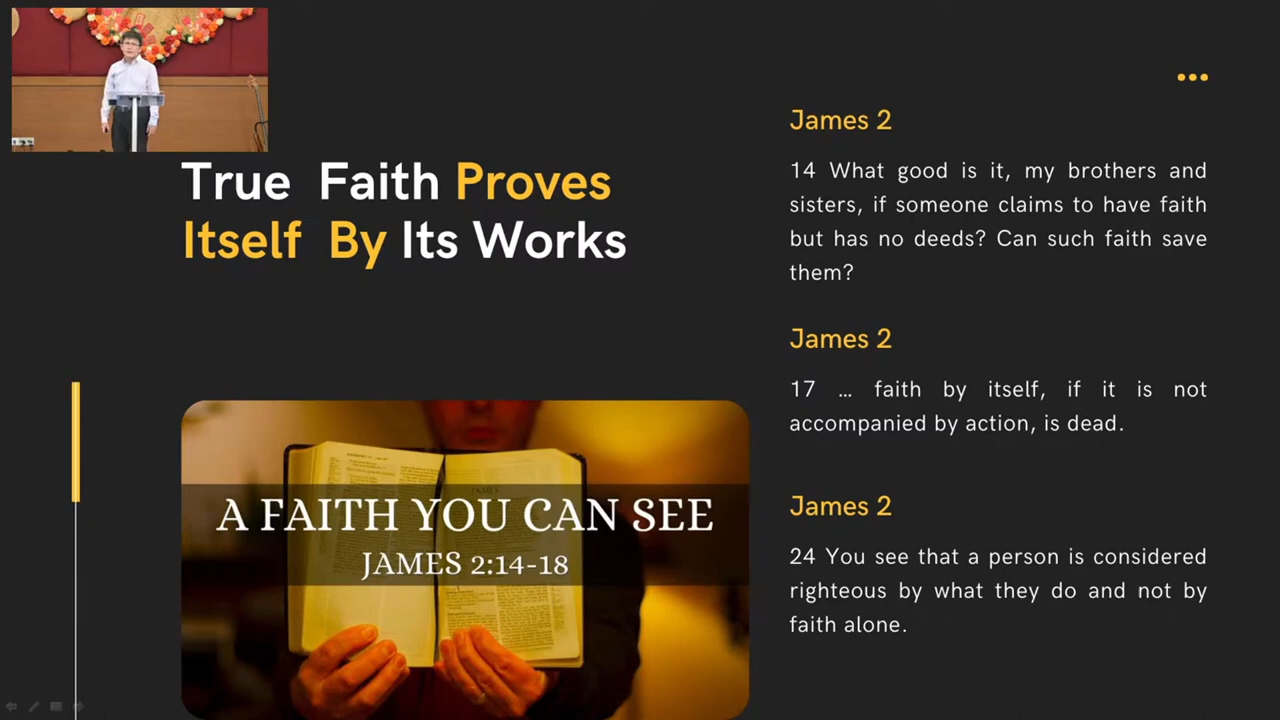 True Faith Proves
Itself By Its Works
A FAITH YOU CAN SEE
JAMES 2:14-18
James 2
14 What good is it, my brothers and
sisters, if someone claims to have faith
but has no deeds? Can such faith save
them?
James 2
17 ... faith by itself, if it is not
accompanied by action, is dead.
James 2
24 You see that a person is considered
righteous by what they do and not by
faith alone.